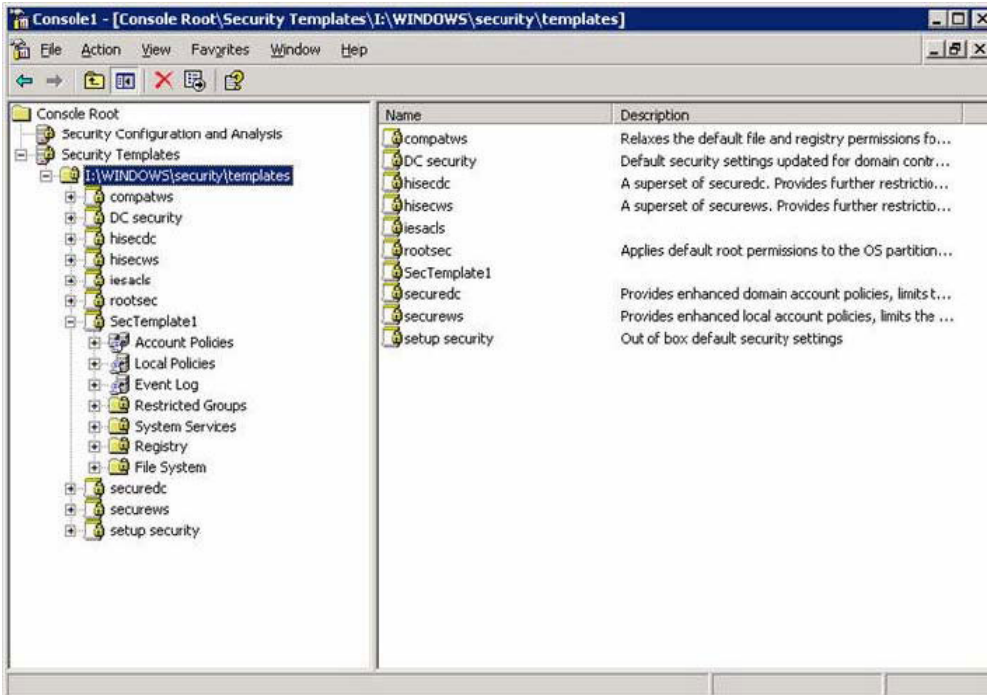 Console1 - [Console Root\Security Templates\I:\WINDOWS\security\templates]
File Action View Favorites Window Help
Console Root
Security Configuration and Analysis
Security Templates
I:\WINDOWS\security\templates
compatws
DC security
hisecdc
hisecws
iesacls
rootsec
SecTemplate1
Account Policies
Local Policies
Event Log
Restricted Groups
System Services
Registry
File System
securedc
securews
setup security
Name Description
compatws Relaxes the default file and registry permissions fo...
DC security Default security settings updated for domain contr...
hisecdc A superset of securedc. Provides further restrictio...
hisecws A superset of securews. Provides further restrictio...
iesacls
rootsec Applies default root permissions to the OS partition...
SecTemplate1
securedc Provides enhanced domain account policies, limits t...
securews Provides enhanced local account policies, limits the ...
setup security Out of box default security settings